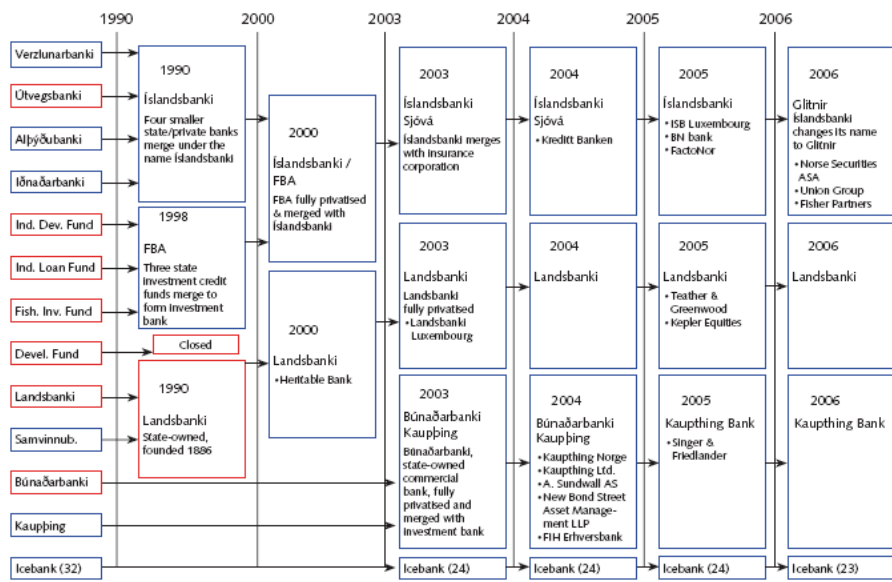 1990
2000
2003
2004
2005
2006
Verzlunarbanki
Útvegsbanki
Alþýðubanki
Iðnaðarbanki
Ind. Dev. Fund
Ind. Loan Fund
Fish. Inv. Fund
Devel. Fund
Landsbanki
Samvinnub.
Búnaðarbanki
Kaupþing
Icebank (32)
1990
Íslandsbanki
Four smaller
state/private banks
merge under the
name Íslandsbanki
1998
FBA
Three state
investment credit
funds merge to
form investment
bank
Closed
1990
Landsbanki
State-owned,
founded 1886
2000
Íslandsbanki /
FBA
FBA fully privatised
& merged with
Íslandsbanki
2000
Landsbanki
• Heritable Bank
2003
Íslandsbanki
Sjóvá
Íslandsbanki merges
with insurance
corporation
2003
Landsbanki
Landsbanki
fully privatised
• Landsbanki
Luxembourg
2003
Búnaðarbanki
Kaupþing
Búnaðarbanki,
state-owned
commercial
bank, fully
privatised and
merged with
investment bank
Icebank (24)
2004
Íslandsbanki
Sjóvá
• Kreditt Banken
2004
Landsbanki
2004
Búnaðarbanki
Kaupþing
• Kaupthing Norge
• Kaupthing Ltd.
• A. Sundwall AS
• New Bond Street
Asset Manage-
ment LLP
• FIH Erhversbank
Icebank (24)
2005
Íslandsbanki
• ISB Luxembourg
• BN bank
• FactoNor
2005
Landsbanki
• Teather &
Greenwood
• Kepler Equities
2005
Kaupthing Bank
• Singer &
Friedlander
Icebank (24)
2006
Glitnir
Íslandsbanki
changes its name
to Glitnir
• Norse Securities
ASA
• Union Group
• Fisher Partners
2006
Landsbanki
2006
Kaupthing Bank
Icebank (23)